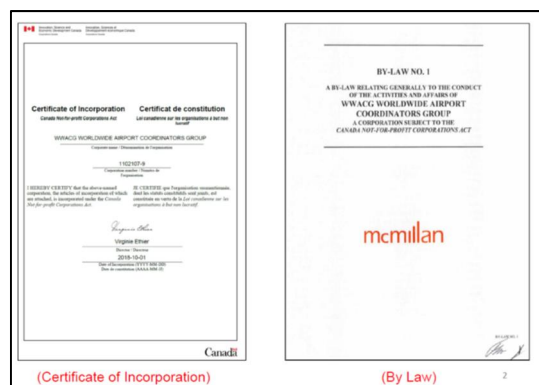 Certificate of Incorporation
Canada Not-for-profit Corporations Act
Certificat de constitution
Loi canadienne sur les organisations à but non lucratif
WWACG WORLDWIDE AIRPORT COORDINATORS GROUP
Corporate name / Dénomination de l'organisation
1102107-9
Corporation number / Numéro de
l'organisation
I HEREBY CERTIFY that the above-named
corporation, the articles of incorporation of which
are attached, is incorporated under the Canada
Not-for-profit Corporations Act.
JE CERTIFIE que l'organisation susmentionnée,
dont les statuts constitutifs sont joints, est
constituée en vertu de la Loi canadienne sur les
organisations à but non lucratif.
Virginie Ethier
Virginie Ethier
Director / Directeur
2018-10-01
Date of Incorporation (YYYY-MM-DD)
Date de constitution (AAAA-MM-JJ)
Canada
(Certificate of Incorporation)
BY-LAW NO. 1
A BY-LAW RELATING GENERALLY TO THE CONDUCT
OF THE ACTIVITIES AND AFFAIRS OF
WWACG WORLDWIDE AIRPORT
COORDINATORS GROUP
A CORPORATION SUBJECT TO THE
CANADA NOT-FOR-PROFIT CORPORATIONS ACT
mcmillan
BY-LAW NO. 1
(By Law)
2